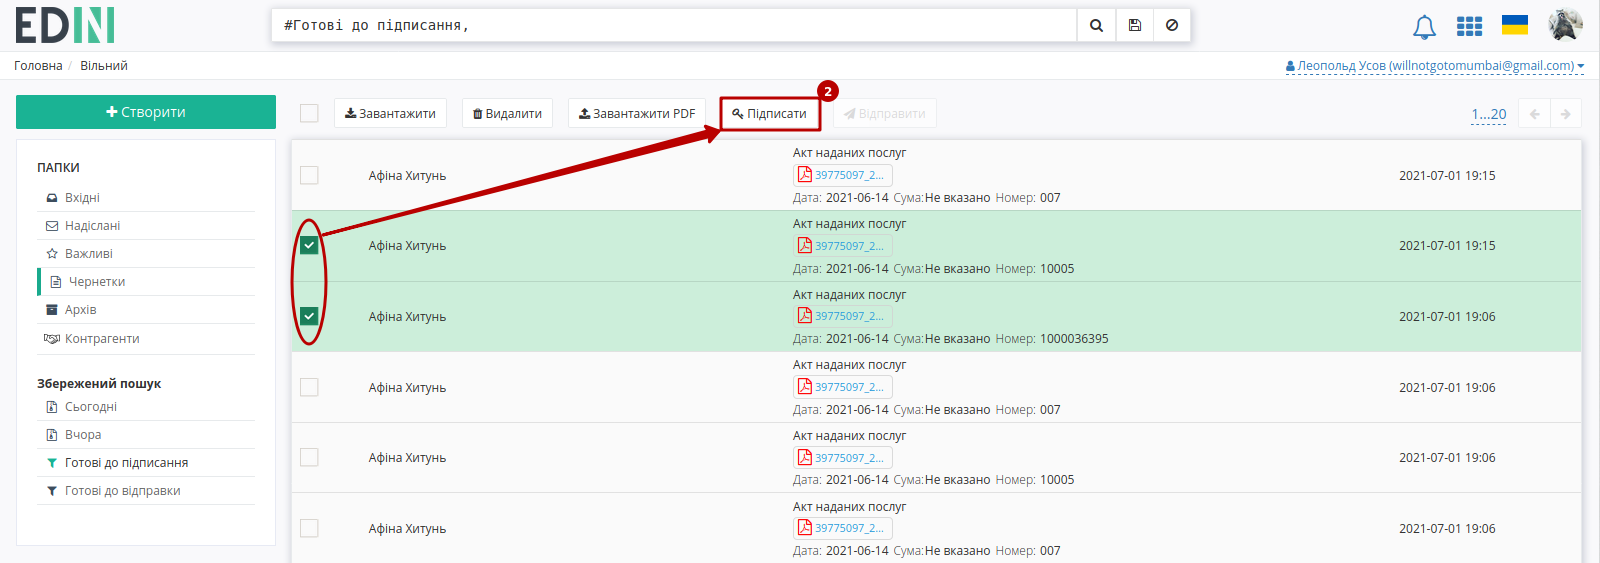 EDIN
#Готові до підписання,
Головна / Вільний
Леопольд Усов (willnotgotomumbai@gmail.com)
Створити
Завантажити
Видалити
Завантажити PDF
Підписати
2
Відправити
1...20
ПАПКИ
Вхідні
Надіслані
Важливі
Чернетки
Архів
Контрагенти
Збережений пошук
Сьогодні
Вчора
Готові до підписання
Готові до відправки
Акт наданих послуг
Афіна Хитунь
39775097_2...
2021-07-01 19:15
Дата: 2021-06-14 Сума:Не вказано Номер: 007
Акт наданих послуг
Афіна Хитунь
39775097_2...
2021-07-01 19:15
Дата: 2021-06-14 Сума:Не вказано Номер: 10005
Акт наданих послуг
Афіна Хитунь
39775097_2...
2021-07-01 19:06
Дата: 2021-06-14 Сума:Не вказано Номер: 1000036395
Акт наданих послуг
Афіна Хитунь
39775097_2...
2021-07-01 19:06
Дата: 2021-06-14 Сума:Не вказано Номер: 007
Акт наданих послуг
Афіна Хитунь
39775097_2...
2021-07-01 19:06
Дата: 2021-06-14 Сума:Не вказано Номер: 10005
Акт наданих послуг
Афіна Хитунь
39775097_2...
2021-07-01 19:06
Дата: 2021-06-14 Сума:Не вказано Номер: 007